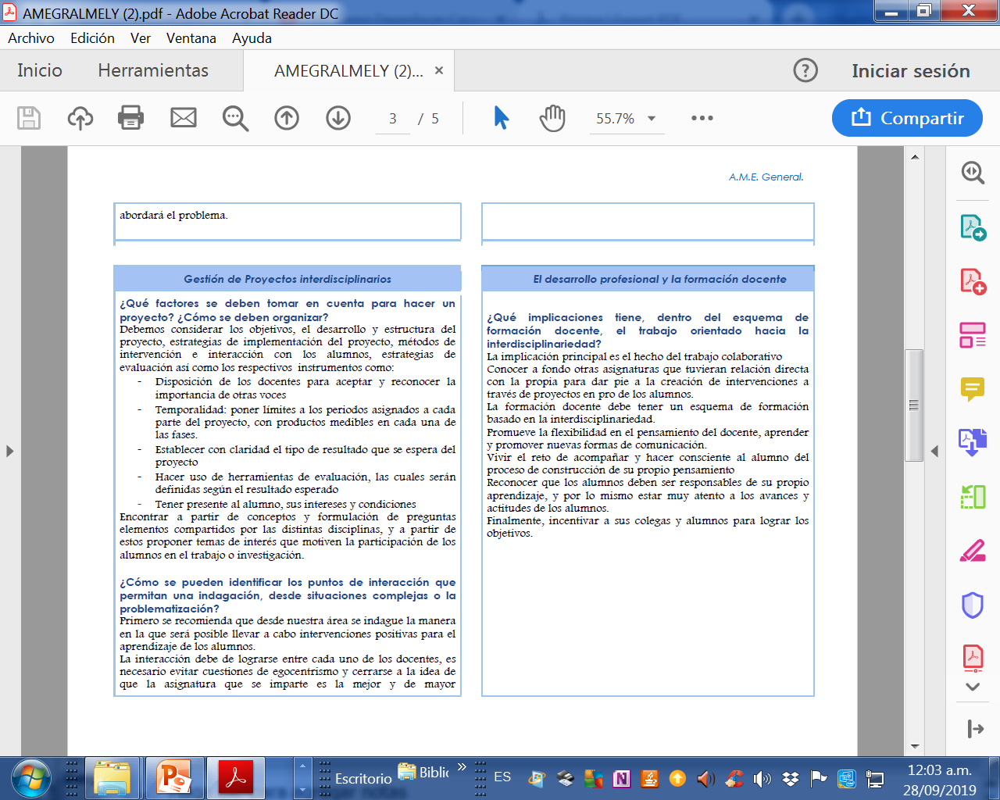 AMEGRALMELY (2).pdf - Adobe Acrobat Reader DC
Archivo Edición Ver Ventana Ayuda
Inicio Herramientas AMEGRALMELY (2)... × ? Iniciar sesión
3 / 5 55.7% Compartir
A.M.E. General.
abordará el problema.
Gestión de Proyectos interdisciplinarios
¿Qué factores se deben tomar en cuenta para hacer un
proyecto? ¿Cómo se deben organizar?
Debemos considerar los objetivos, el desarrollo y estructura del
proyecto, estrategias de implementación del proyecto, métodos de
intervención e interacción con los alumnos, estrategias de
evaluación así como los respectivos instrumentos como:
- Disposición de los docentes para aceptar y reconocer la
importancia de otras voces
- Temporalidad: poner límites a los periodos asignados a cada
parte del proyecto, con productos medibles en cada una de
las fases.
- Establecer con claridad el tipo de resultado que se espera del
proyecto
- Hacer uso de herramientas de evaluación, las cuales serán
definidas según el resultado esperado
- Tener presente al alumno, sus intereses y condiciones
Encontrar a partir de conceptos y formulación de preguntas
elementos compartidos por las distintas disciplinas, y a partir de
estos proponer temas de interés que motiven la participación de los
alumnos en el trabajo o investigación.
¿Cómo se pueden identificar los puntos de interacción que
permitan una indagación, desde situaciones complejas o la
problematización?
Primero se recomienda que desde nuestra área se indague la manera
en la que será posible llevar a cabo intervenciones positivas para el
aprendizaje de los alumnos.
La interacción debe de lograrse entre cada uno de los docentes, es
necesario evitar cuestiones de egocentrismo y cerrarse a la idea de
que la asignatura que se imparte es la mejor y de mayor
El desarrollo profesional y la formación docente
¿Qué implicaciones tiene, dentro del esquema de
formación docente, el trabajo orientado hacia la
interdisciplinariedad?
La implicación principal es el hecho del trabajo colaborativo
Conocer a fondo otras asignaturas que tuvieran relación directa
con la propia para dar pie a la creación de intervenciones a
través de proyectos en pro de los alumnos.
La formación docente debe tener un esquema de formación
basado en la interdisciplinariedad.
Promueve la flexibilidad en el pensamiento del docente, aprender
y promover nuevas formas de comunicación.
Vivir el reto de acompañar y hacer consciente al alumno del
proceso de construcción de su propio pensamiento
Reconocer que los alumnos deben ser responsables de su propio
aprendizaje, y por lo mismo estar muy atento a los avances y
actitudes de los alumnos.
Finalmente, incentivar a sus colegas y alumnos para lograr los
objetivos.
Escritorio Biblic » ES 12:03 a.m.
28/09/2019